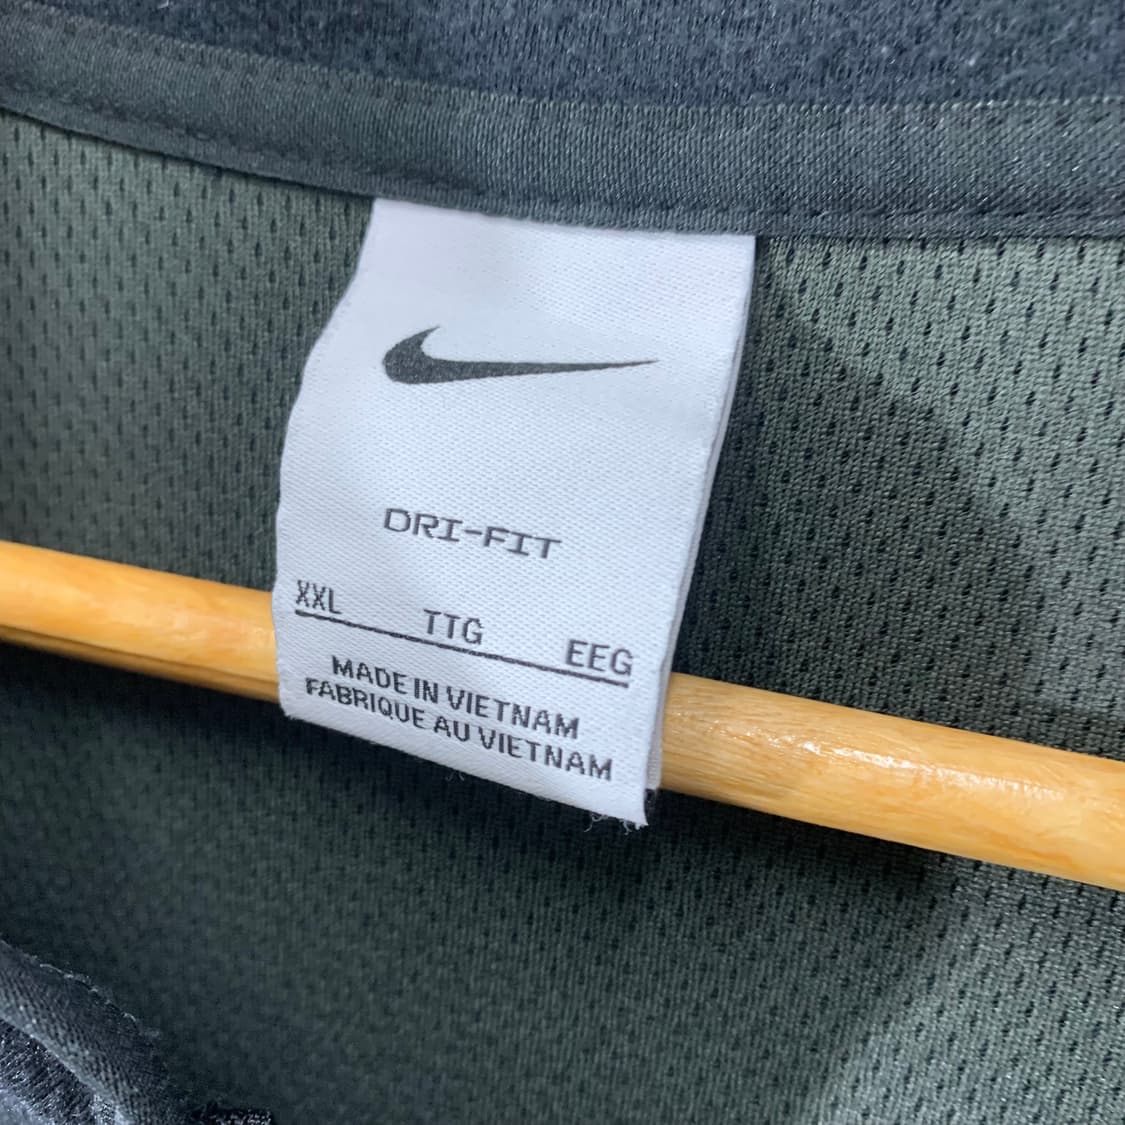 DRI-FIT
XXL TTG EEG
MADE IN VIETNAM
FABRIQUE AU VIETNAM